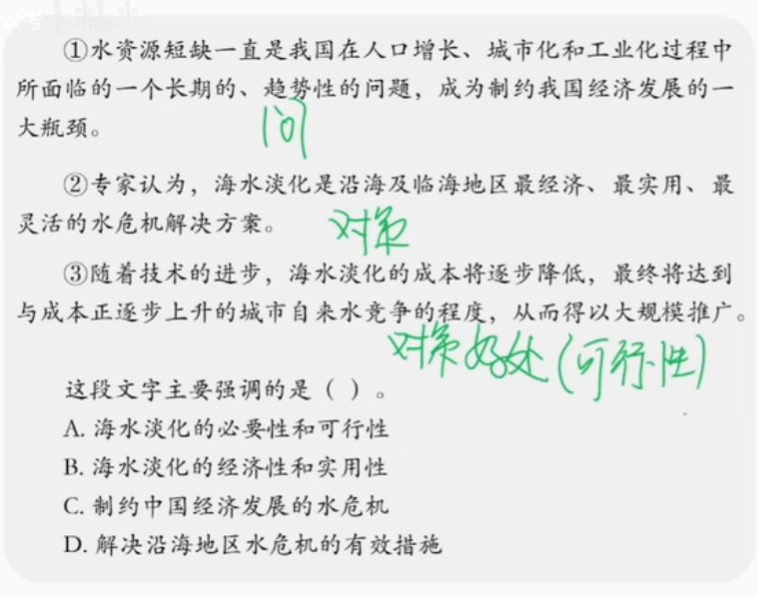 公考
①水资源短缺一直是我国在人口增长、城市化和工业化过程中
所面临的一个长期的、趋势性的问题，成为制约我国经济发展的一
大瓶颈。
问
②专家认为，海水淡化是沿海及临海地区最经济、最实用、最
灵活的水危机解决方案。
对策
③随着技术的进步，海水淡化的成本将逐步降低，最终将达到
与成本正逐步上升的城市自来水竞争的程度，从而得以大规模推广。
对策好处(可行性)
这段文字主要强调的是（ ）。
A. 海水淡化的必要性和可行性
B. 海水淡化的经济性和实用性
C. 制约中国经济发展的水危机
D. 解决沿海地区水危机的有效措施